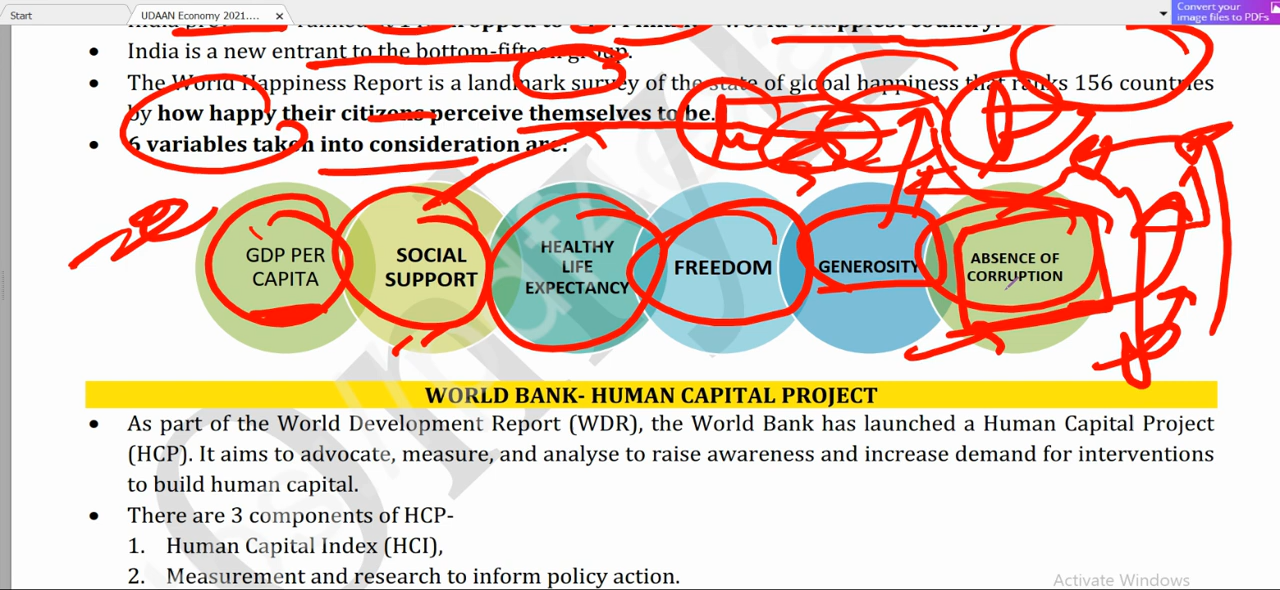 Start
UDAAN Economy 2021....
Convert your
image files to PDFs
• India is a new entrant to the bottom-fifteen group.
• The World Happiness Report is a landmark survey of the state of global happiness that ranks 156 countries
by how happy their citizens perceive themselves to be.
• 6 variables taken into consideration are:
GDP PER
CAPITA
SOCIAL
SUPPORT
HEALTHY
LIFE
EXPECTANCY
FREEDOM
GENEROSITY
ABSENCE OF
CORRUPTION
WORLD BANK- HUMAN CAPITAL PROJECT
• As part of the World Development Report (WDR), the World Bank has launched a Human Capital Project
(HCP). It aims to advocate, measure, and analyse to raise awareness and increase demand for interventions
to build human capital.
• There are 3 components of HCP-
1. Human Capital Index (HCI),
2. Measurement and research to inform policy action.
Activate Windows